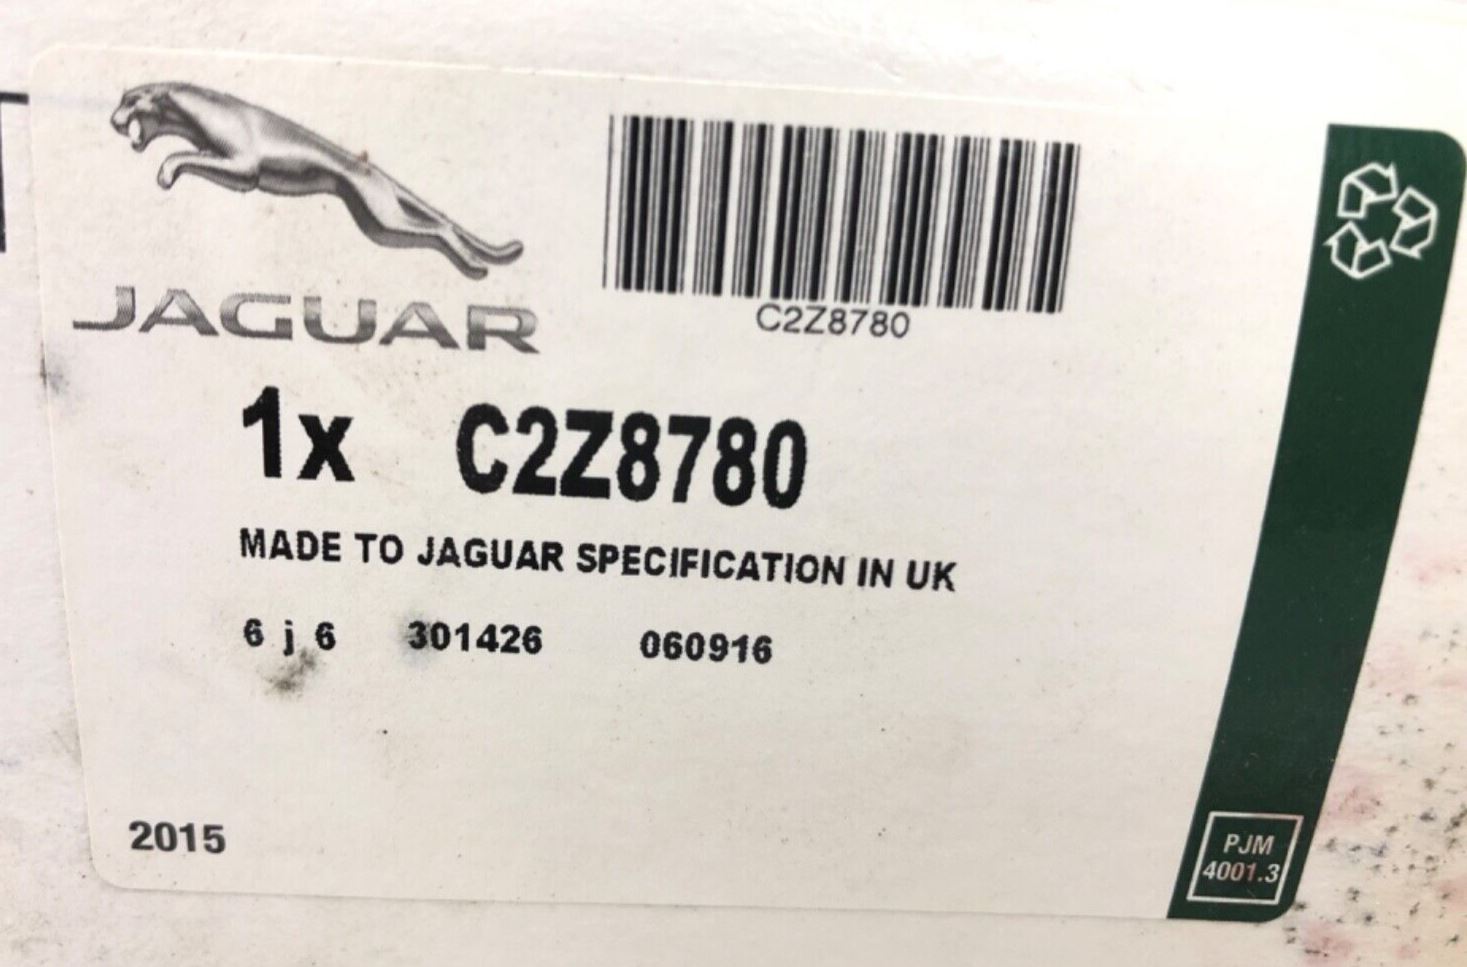 JAGUAR
C2Z8780
1x C2Z8780
MADE TO JAGUAR SPECIFICATION IN UK
6 j 6 301426 060916
2015
PJM
4001.3